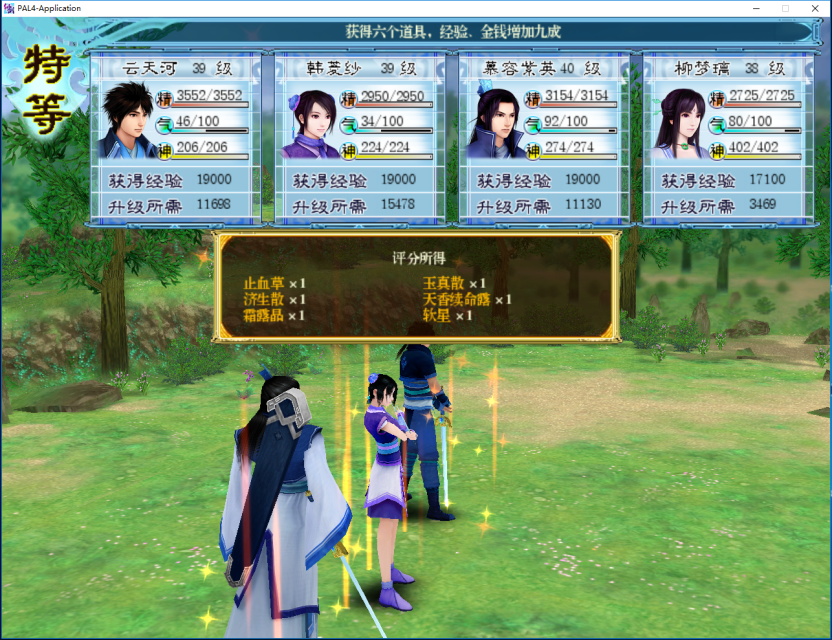 PAL4-Application
获得六个道具，经验、金钱增加九成
特等
云天河 39 级
精 3552/3552
气 46/100
神 206/206
获得经验 19000
升级所需 11698
韩菱纱 39 级
精 2950/2950
气 34/100
神 224/224
获得经验 19000
升级所需 15478
慕容紫英 40 级
精 3154/3154
气 92/100
神 274/274
获得经验 19000
升级所需 11130
柳梦璃 38 级
精 2725/2725
气 80/100
神 402/402
获得经验 17100
升级所需 3469
评分所得
止血草 ×1 玉真散 ×1
济生散 ×1 天香续命露 ×1
霜露晶 ×1 软星 ×1